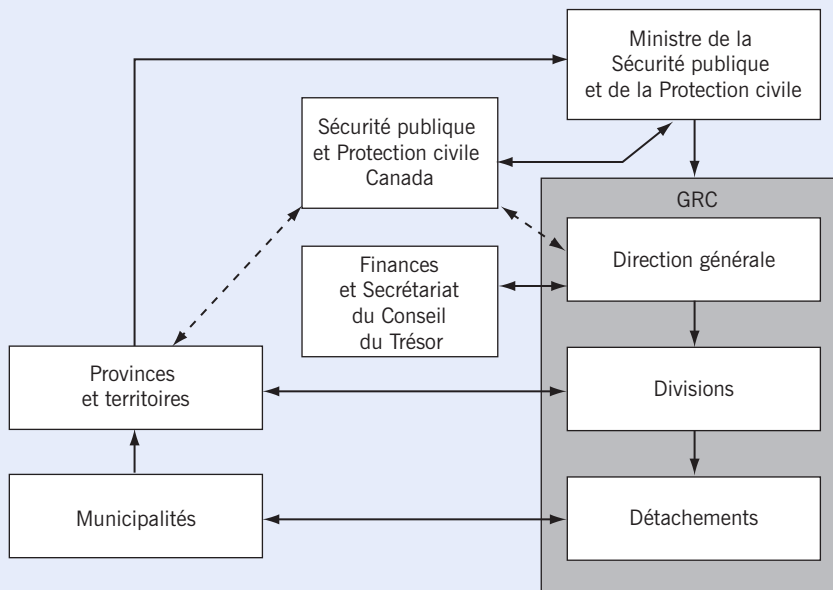 Ministre de la
Sécurité publique
et de la Protection civile
Sécurité publique
et Protection civile
Canada
GRC
Direction générale
Finances
et Secrétariat
du Conseil
du Trésor
Provinces
et territoires
Divisions
Municipalités
Détachements